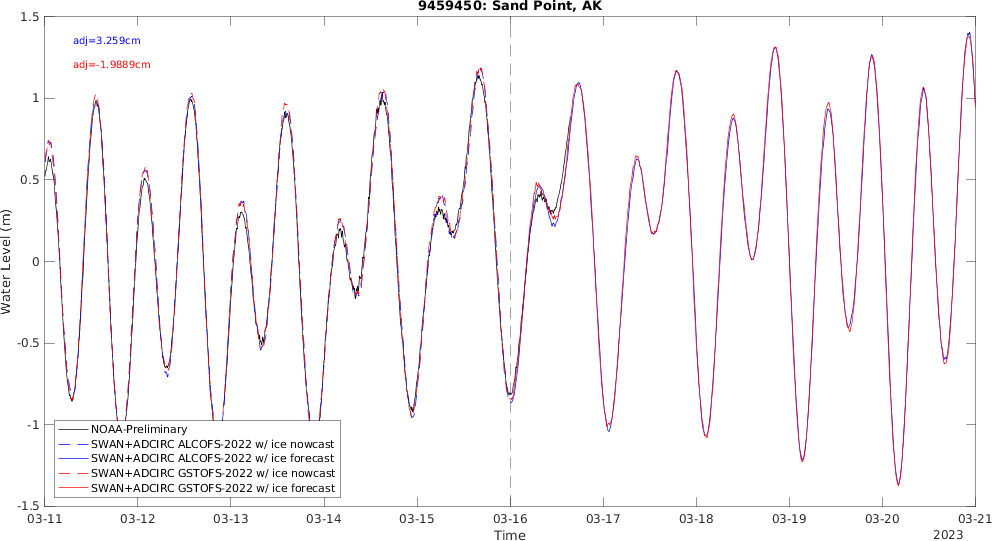 9459450: Sand Point, AK
adj=3.259cm
adj=-1.9889cm
Water Level (m)
1.5
1
0.5
0
-0.5
-1
-1.5
NOAA-Preliminary
SWAN+ADCIRC ALCOFS-2022 w/ ice nowcast
SWAN+ADCIRC ALCOFS-2022 w/ ice forecast
SWAN+ADCIRC GSTOFS-2022 w/ ice nowcast
SWAN+ADCIRC GSTOFS-2022 w/ ice forecast
03-11 03-12 03-13 03-14 03-15 03-16 03-17 03-18 03-19 03-20 03-21
Time
2023